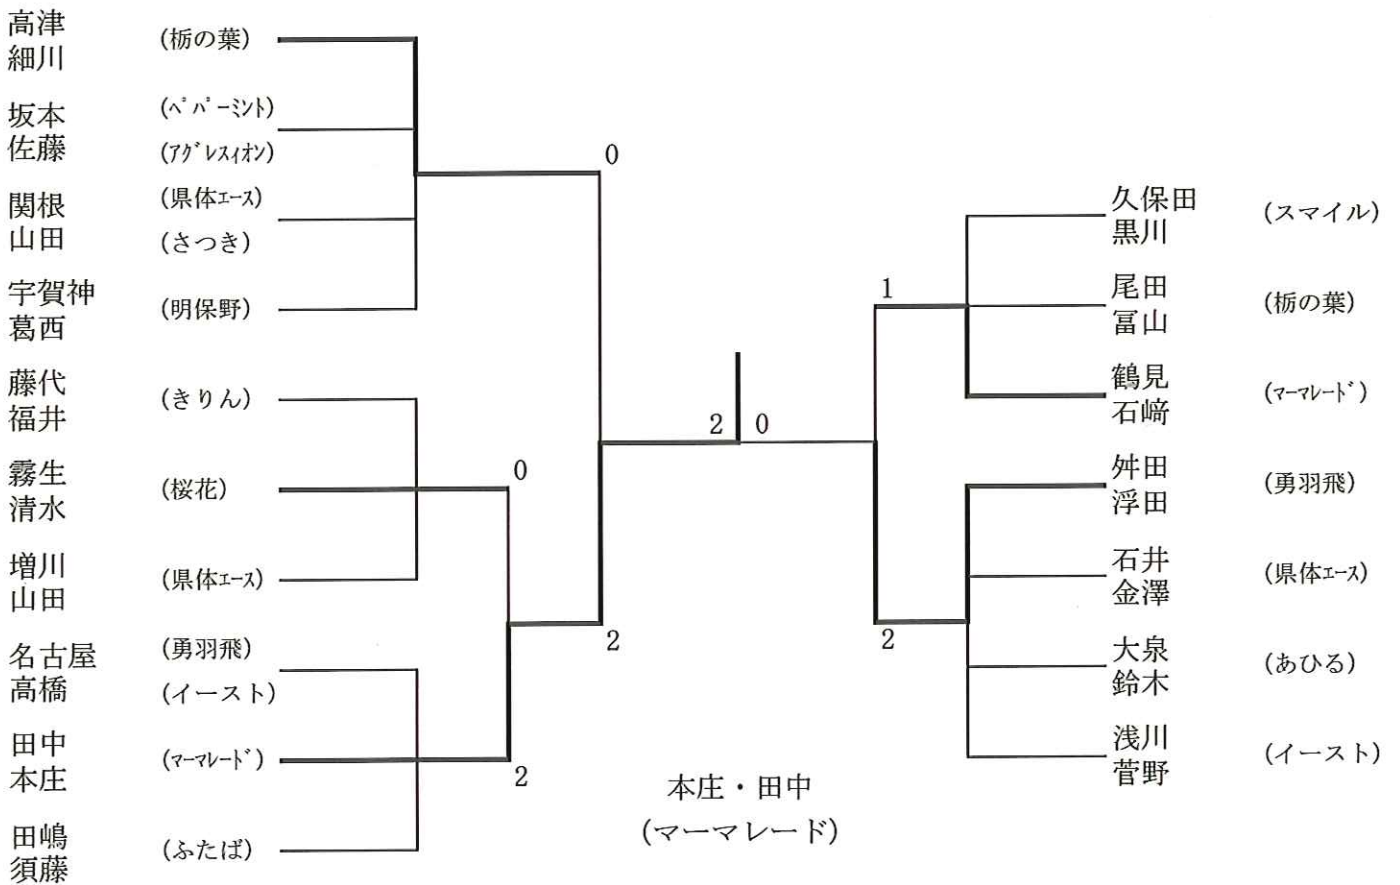 高津
細川
(栃の葉)
坂本
佐藤
(ペパーミント)
(アグレスィオン)
関根
山田
(県体エース)
(さつき)
宇賀神
葛西
(明保野)
藤代
福井
(きりん)
霧生
清水
(桜花)
増川
山田
(県体エース)
名古屋
高橋
(勇羽飛)
(イースト)
田中
本庄
(マーマレード)
田嶋
須藤
(ふたば)
0
0
2
2
2 0
1
2
久保田
黒川
(スマイル)
尾田
冨山
(栃の葉)
鶴見
石﨑
(マーマレード)
舛田
浮田
(勇羽飛)
石井
金澤
(県体エース)
大泉
鈴木
(あひる)
浅川
菅野
(イースト)
本庄・田中
(マーマレード)